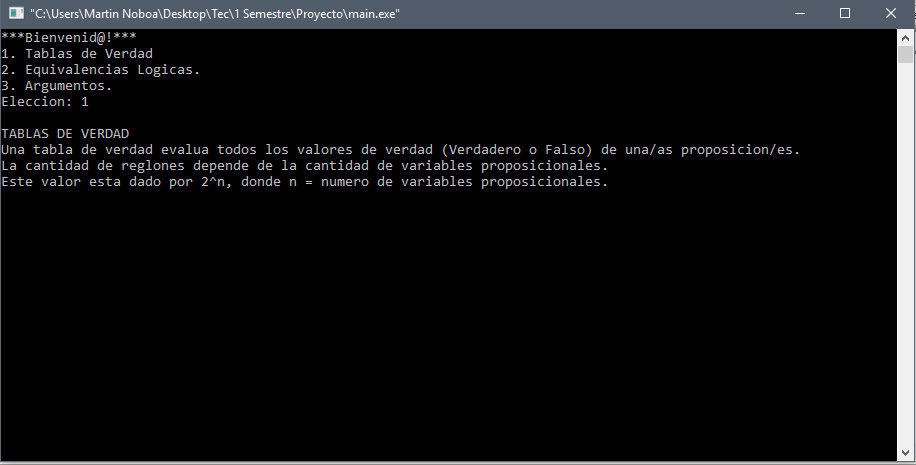 "C:\Users\Martin Noboa\Desktop\Tec\1 Semestre\Proyecto\main.exe"
***Bienvenid@!***
1. Tablas de Verdad
2. Equivalencias Logicas.
3. Argumentos.
Eleccion: 1
TABLAS DE VERDAD
Una tabla de verdad evalua todos los valores de verdad (Verdadero o Falso) de una/as proposicion/es.
La cantidad de reglones depende de la cantidad de variables proposicionales.
Este valor esta dado por 2^n, donde n = numero de variables proposicionales.